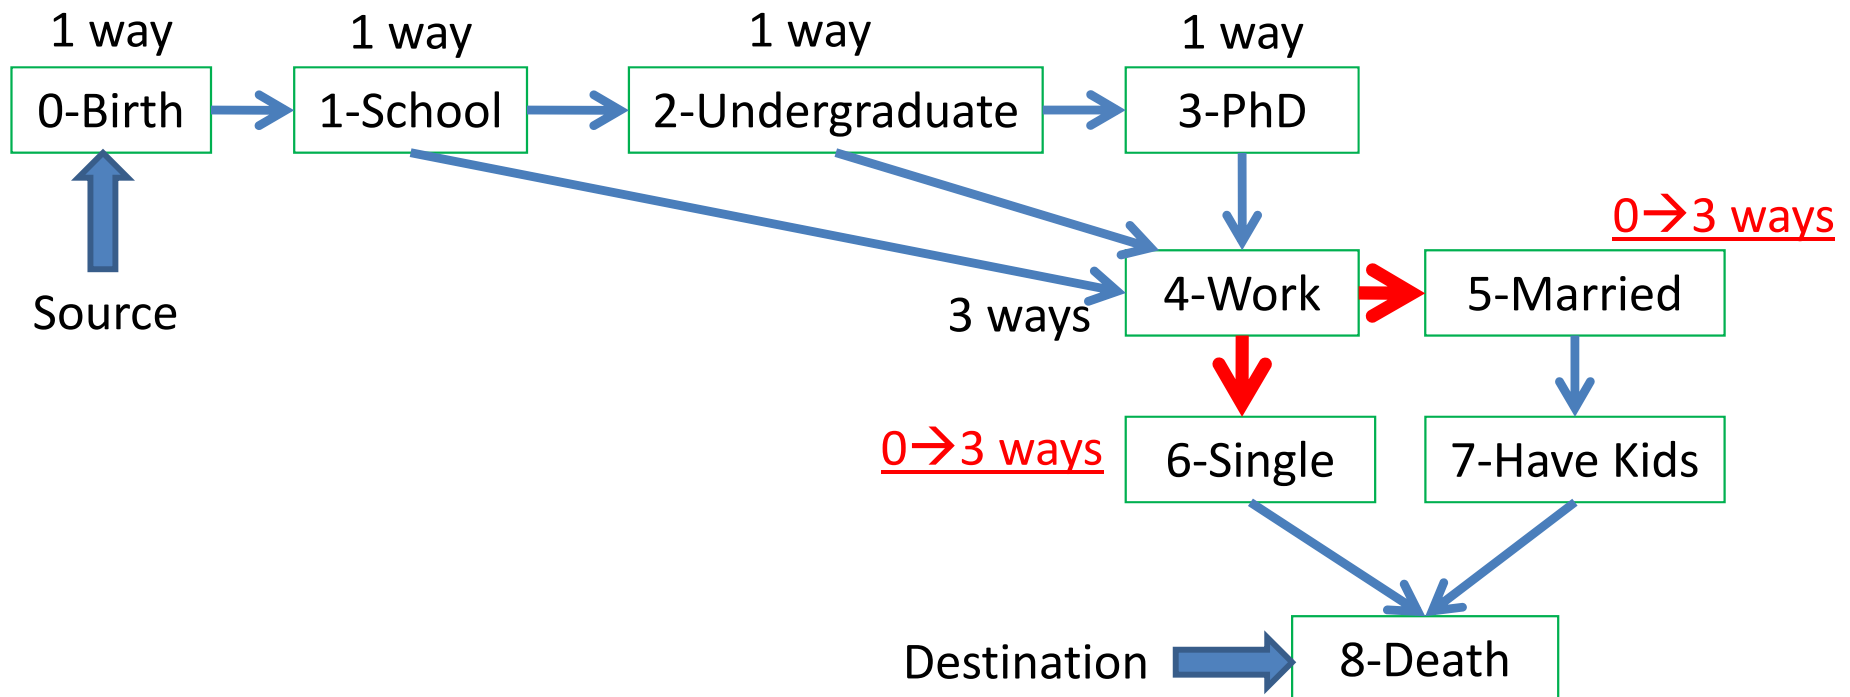 1 way
1 way
1 way
1 way
0-Birth
1-School
2-Undergraduate
3-PhD
0→3 ways
Source
3 ways
4-Work
5-Married
0→3 ways
6-Single
7-Have Kids
Destination
8-Death